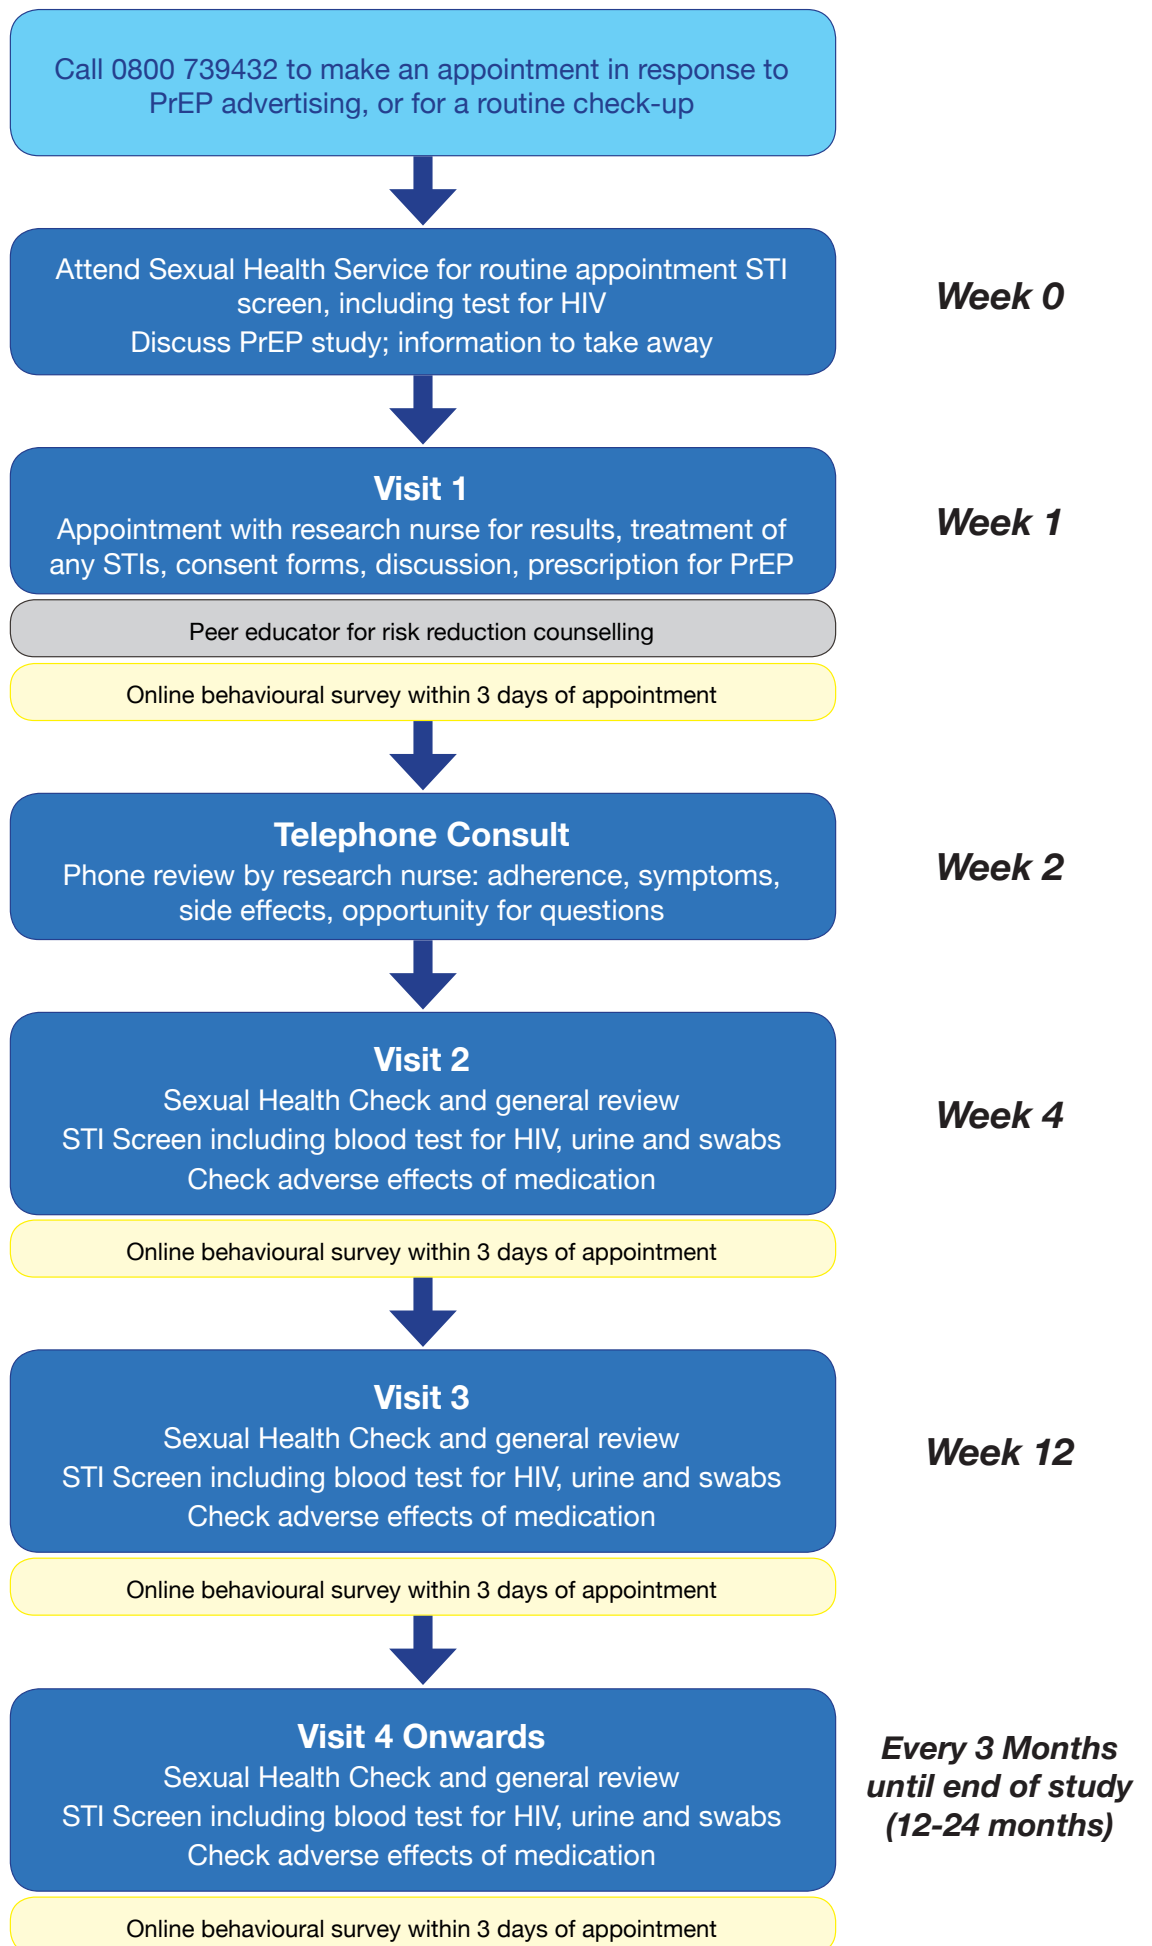 Call 0800 739432 to make an appointment in response to
PrEP advertising, or for a routine check-up
Attend Sexual Health Service for routine appointment STI
screen, including test for HIV
Discuss PrEP study; information to take away
Week 0
Visit 1
Appointment with research nurse for results, treatment of
any STIs, consent forms, discussion, prescription for PrEP
Week 1
Peer educator for risk reduction counselling
Online behavioural survey within 3 days of appointment
Telephone Consult
Phone review by research nurse: adherence, symptoms,
side effects, opportunity for questions
Week 2
Visit 2
Sexual Health Check and general review
STI Screen including blood test for HIV, urine and swabs
Check adverse effects of medication
Week 4
Online behavioural survey within 3 days of appointment
Visit 3
Sexual Health Check and general review
STI Screen including blood test for HIV, urine and swabs
Check adverse effects of medication
Week 12
Online behavioural survey within 3 days of appointment
Visit 4 Onwards
Sexual Health Check and general review
STI Screen including blood test for HIV, urine and swabs
Check adverse effects of medication
Every 3 Months
until end of study
(12-24 months)
Online behavioural survey within 3 days of appointment